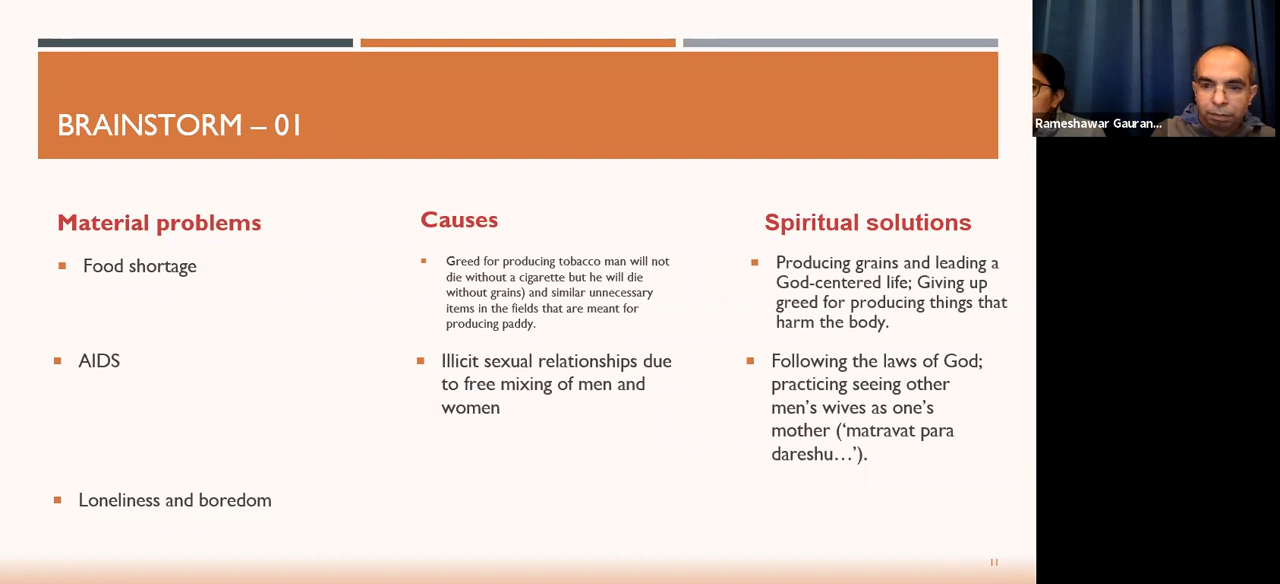 BRAINSTORM – 01
Material problems
Food shortage
AIDS
Loneliness and boredom
Causes
Greed for producing tobacco man will not
die without a cigarette but he will die
without grains) and similar unnecessary
items in the fields that are meant for
producing paddy.
Illicit sexual relationships due
to free mixing of men and
women
Spiritual solutions
Producing grains and leading a
God-centered life; Giving up
greed for producing things that
harm the body.
Following the laws of God;
practicing seeing other
men’s wives as one’s
mother (‘matravat para
dareshu…’).
11
Rameshawar Gauran...